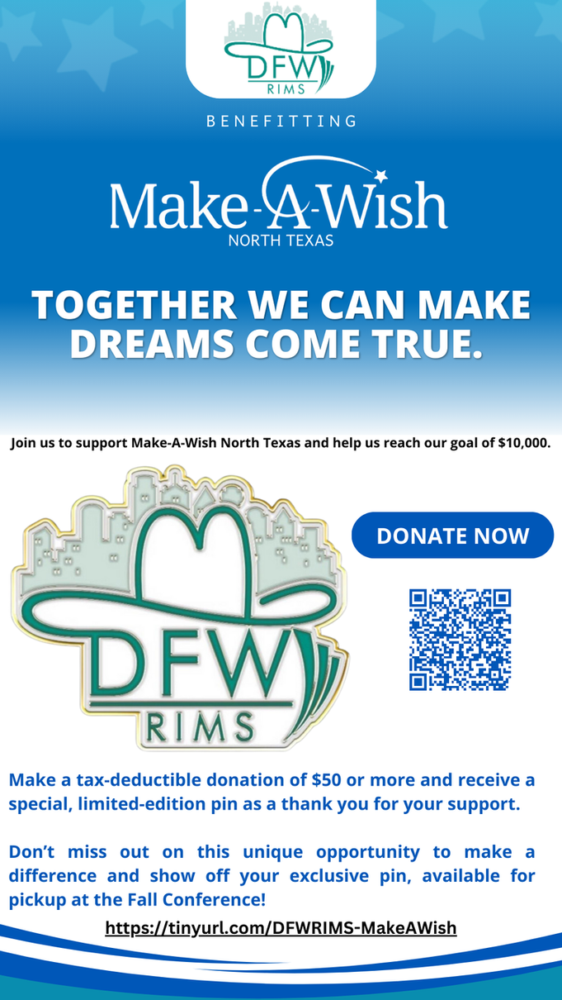 DFW
RIMS
BENEFITTING
Make-A-Wish
NORTH TEXAS
TOGETHER WE CAN MAKE
DREAMS COME TRUE.
Join us to support Make-A-Wish North Texas and help us reach our goal of $10,000.
DFW
RIMS
DONATE NOW
Make a tax-deductible donation of $50 or more and receive a
special, limited-edition pin as a thank you for your support.
Don’t miss out on this unique opportunity to make a
difference and show off your exclusive pin, available for
pickup at the Fall Conference!
https://tinyurl.com/DFWRIMS-MakeAWish